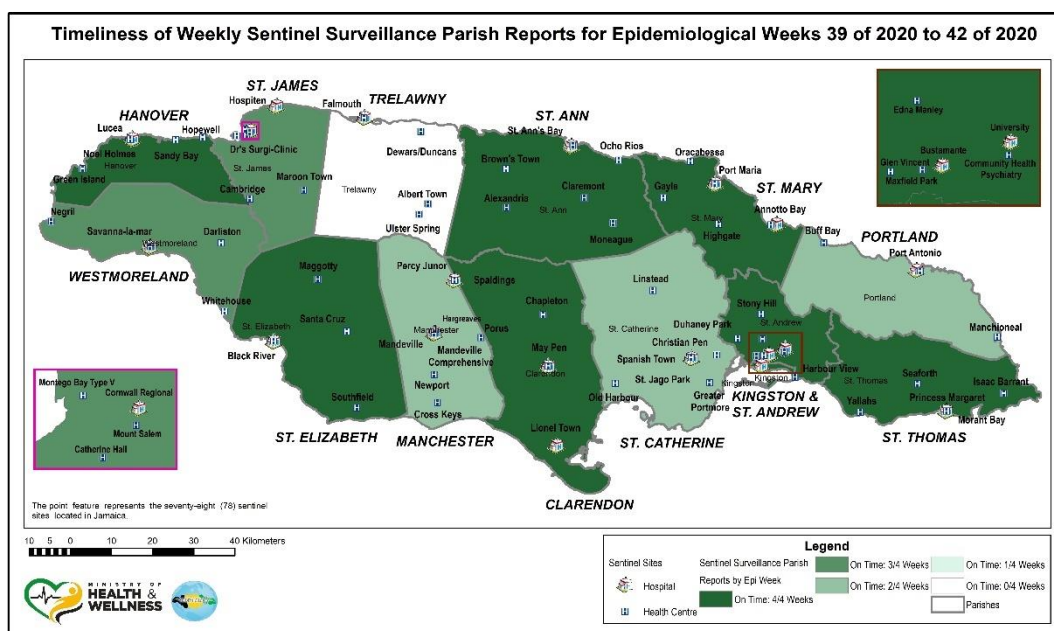 Timeliness of Weekly Sentinel Surveillance Parish Reports for Epidemiological Weeks 39 of 2020 to 42 of 2020
ST. JAMES
Hospiten
Falmouth
TRELAWNY
HANOVER
Lucea
Hopewell
Dr's Surgi-Clinic
Noel Holmes
Hanover
Sandy Bay
Green Island
St. James
Cambridge
Maroon Town
Dewars/Duncans
Trelawny
Albert Town
Ulster Spring
ST. ANN
St. Ann's Bay
Ocho Rios
Brown's Town
Claremont
Alexandria
St. Ann
Moneague
Oracabessa
Port Maria
Gayle
ST. MARY
Annotto Bay
St. Mary
Highgate
Buff Bay
PORTLAND
Port Antonio
Portland
Manchioneal
Edna Manley
University
Bustamante
Glen Vincent
Community Health
Psychiatry
Maxfield Park
Negril
Savanna-la-mar
Darliston
Westmoreland
WESTMORELAND
Whitehouse
Maggotty
Santa Cruz
St. Elizabeth
Black River
Southfield
ST. ELIZABETH
Percy Junor
Spaldings
Hargreaves
Manchester
Mandeville
Mandeville
Comprehensive
Porus
Newport
Cross Keys
MANCHESTER
Chapleton
May Pen
Clarendon
Lionel Town
CLARENDON
Linstead
St. Catherine
Duhaney Park
Christian Pen
Spanish Town
St. Jago Park
Old Harbour
Greater
Portmore
ST. CATHERINE
Stony Hill
St. Andrew
Kingston
Kingston
Harbour View
KINGSTON &
ST. ANDREW
St. Thomas
Seaforth
Isaac Barrant
Yallahs
Princess Margaret
Morant Bay
ST. THOMAS
Montego Bay Type V
Cornwall Regional
Mount Salem
Catherine Hall
The point feature represents the seventy-eight (78) sentinel
sites located in Jamaica.
10 5 0 10 20 30 40 Kilometers
MINISTRY OF
HEALTH &
WELLNESS
Legend
Sentinel Sites
Hospital
Health Centre
Sentinel Surveillance Parish
Reports by Epi Week
On Time: 4/4 Weeks
On Time: 3/4 Weeks
On Time: 2/4 Weeks
On Time: 1/4 Weeks
On Time: 0/4 Weeks
Parishes